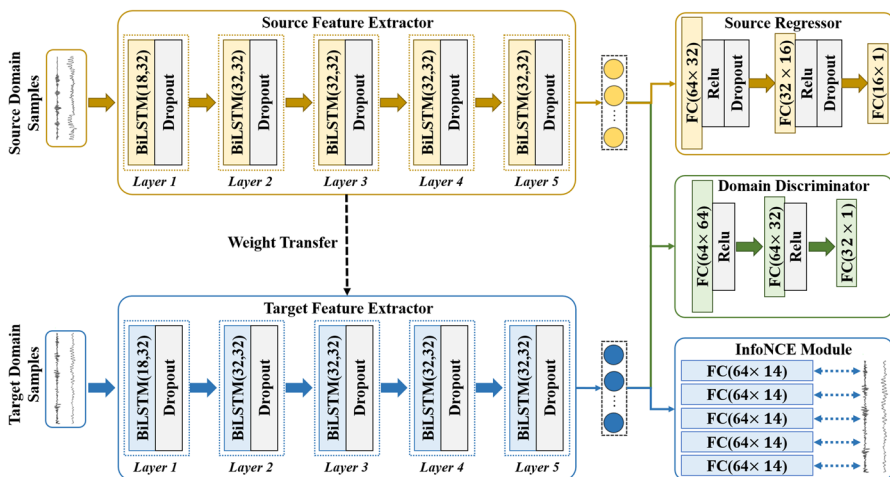 Source Feature Extractor
Source Domain
Samples
BiLSTM(18,32)
Dropout
BiLSTM(32,32)
Dropout
BiLSTM(32,32)
Dropout
BiLSTM(32,32)
Dropout
BiLSTM(32,32)
Dropout
Layer 1
Layer 2
Layer 3
Layer 4
Layer 5
Source Regressor
FC(64× 32)
Relu
Dropout
FC(32 × 16)
Relu
Dropout
FC(16× 1)
Weight Transfer
Domain Discriminator
FC(64× 64)
Relu
FC(64× 32)
Relu
FC(32 × 1)
Target Feature Extractor
Target Domain
Samples
BiLSTM(18,32)
Dropout
BiLSTM(32,32)
Dropout
BiLSTM(32,32)
Dropout
BiLSTM(32,32)
Dropout
BiLSTM(32,32)
Dropout
Layer 1
Layer 2
Layer 3
Layer 4
Layer 5
InfoNCE Module
FC(64× 14)
FC(64× 14)
FC(64× 14)
FC(64× 14)
FC(64× 14)